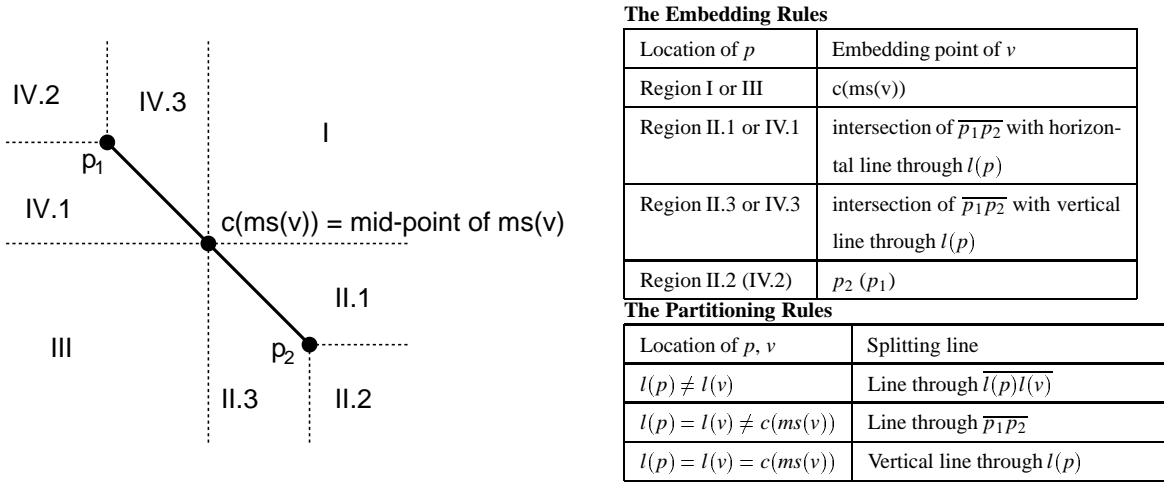 IV.2
IV.3
I
p1
IV.1
c(ms(v)) = mid-point of ms(v)
II.1
III
p2
II.3
II.2
The Embedding Rules
Location of p | Embedding point of v
Region I or III | c(ms(v))
Region II.1 or IV.1 | intersection of p1p2 with horizon-
tal line through l(p)
Region II.3 or IV.3 | intersection of p1p2 with vertical
line through l(p)
Region II.2 (IV.2) | p2 (p1)
The Partitioning Rules
Location of p, v | Splitting line
l(p) ≠ l(v) | Line through l(p)l(v)
l(p) = l(v) ≠ c(ms(v)) | Line through p1p2
l(p) = l(v) = c(ms(v)) | Vertical line through l(p)